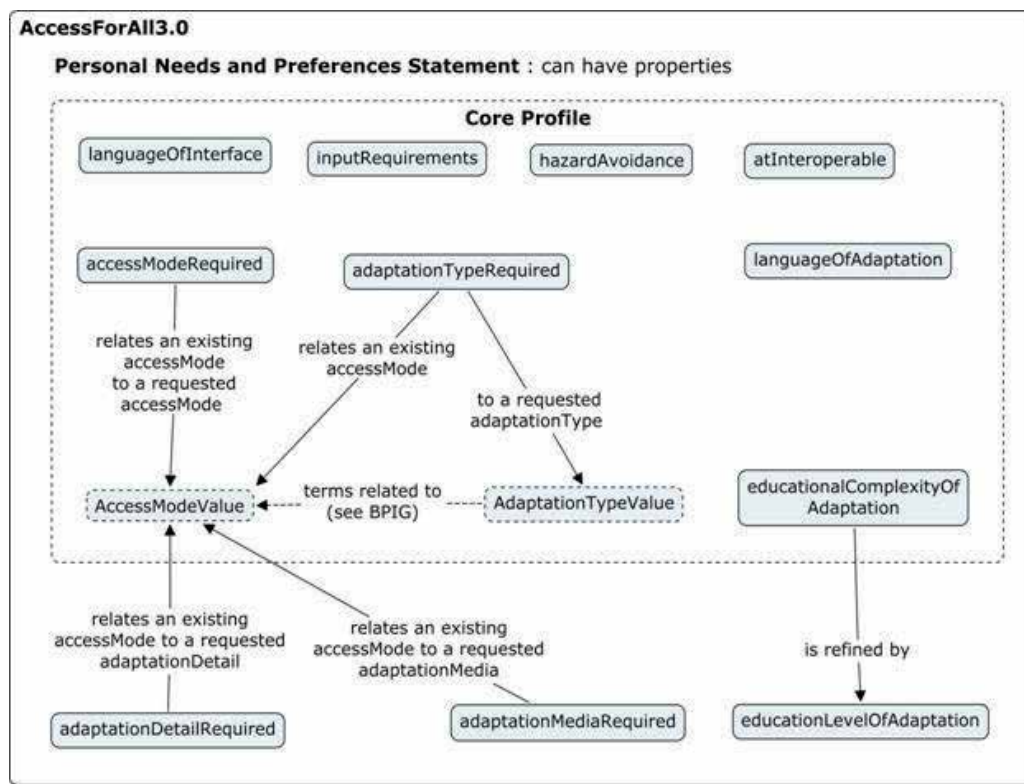 AccessForAll3.0
Personal Needs and Preferences Statement : can have properties
Core Profile
languageOfInterface
inputRequirements
hazardAvoidance
atInteroperable
accessModeRequired
adaptationTypeRequired
languageOfAdaptation
relates an existing
accessMode
to a requested
accessMode
relates an existing
accessMode
to a requested
adaptationType
AccessModeValue
terms related to
(see BPIG)
AdaptationTypeValue
educationalComplexityOf
Adaptation
relates an existing
accessMode to a requested
adaptationDetail
relates an existing
accessMode to a requested
adaptationMedia
is refined by
adaptationDetailRequired
adaptationMediaRequired
educationLevelOfAdaptation